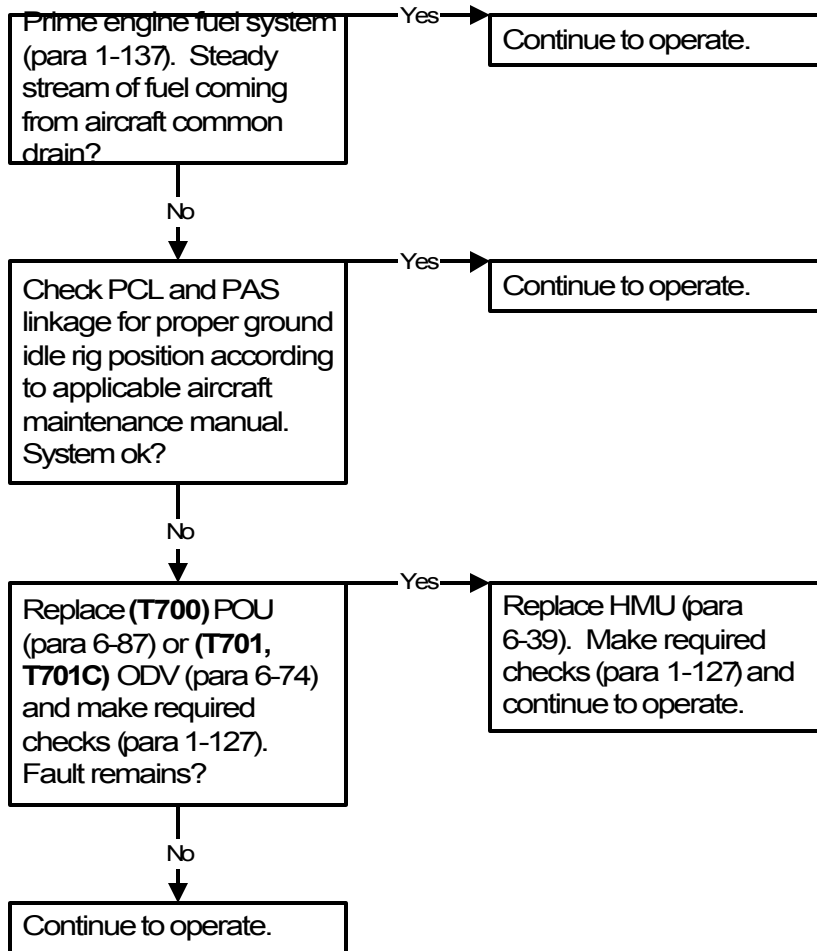 Prime engine fuel system
(para 1-137). Steady
stream of fuel coming
from aircraft common
drain?
Yes
Continue to operate.
No
Check PCL and PAS
linkage for proper ground
idle rig position according
to applicable aircraft
maintenance manual.
System ok?
Yes
Continue to operate.
No
Replace (T700) POU
(para 6-87) or (T701,
T701C) ODV (para 6-74)
and make required
checks (para 1-127).
Fault remains?
Yes
Replace HMU (para
6-39). Make required
checks (para 1-127) and
continue to operate.
No
Continue to operate.